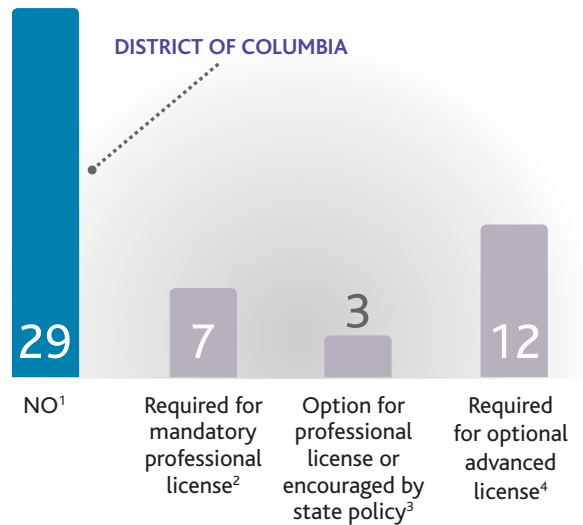 DISTRICT OF COLUMBIA
29
7
3
12
NO¹
Required for
mandatory
professional
license²
Option for
professional
license or
encouraged by
state policy³
Required
for optional
advanced
license⁴